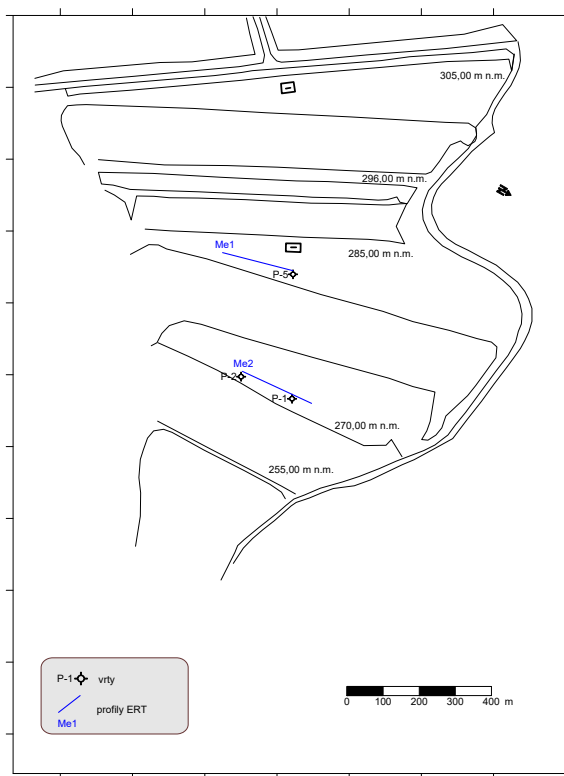 305,00 m n.m.
296,00 m n.m.
Me1
285,00 m n.m.
P-5
Me2
P-2
P-1
270,00 m n.m.
255,00 m n.m.
P-1 vrty
profily ERT
Me1
0 100 200 300 400 m